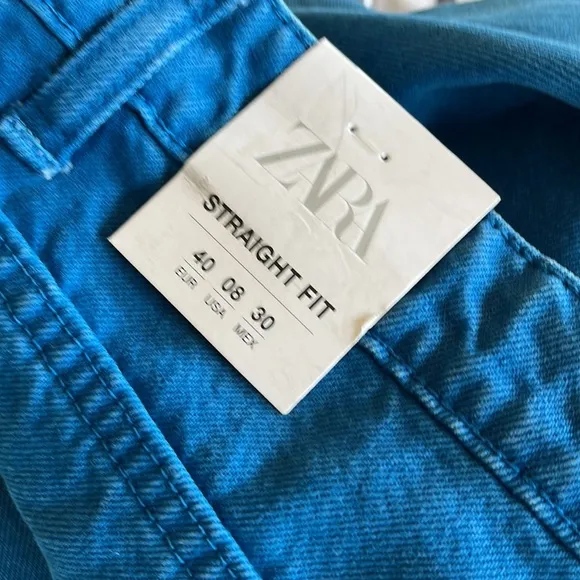 ZARA
STRAIGHT FIT
40 08 30
EUR USA MEX